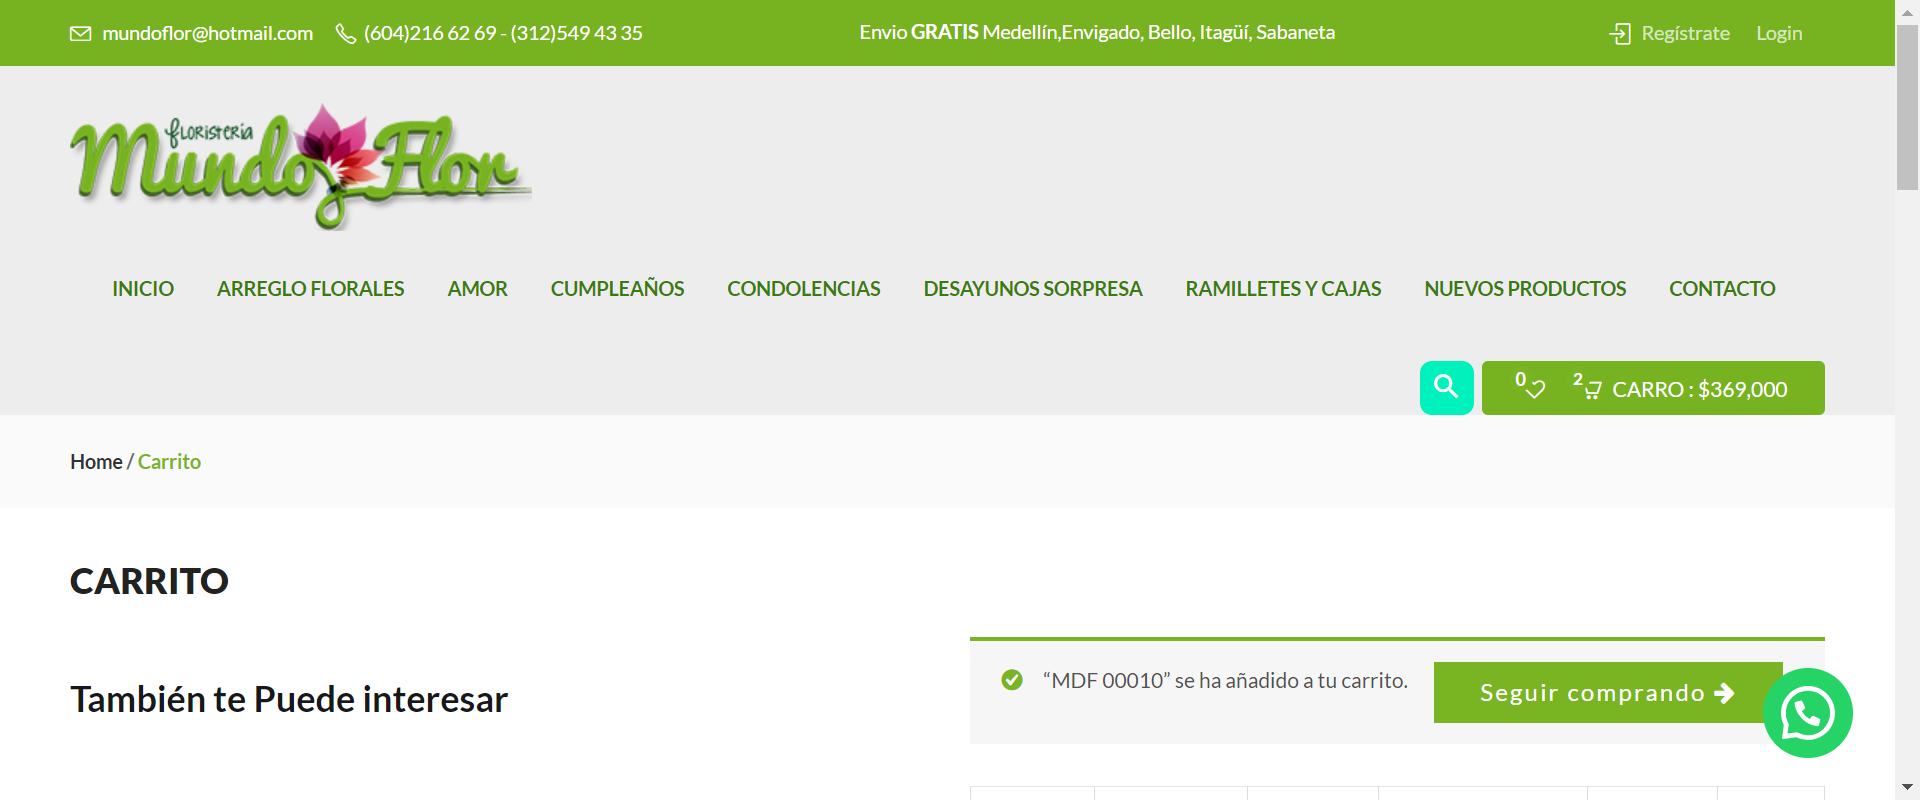 mundoflor@hotmail.com (604)216 62 69 - (312)549 43 35 Envio GRATIS Medellín,Envigado, Bello, Itagüí, Sabaneta Regístrate Login
FLORISTERIA
Mundo Flor
INICIO ARREGLO FLORALES AMOR CUMPLEAÑOS CONDOLENCIAS DESAYUNOS SORPRESA RAMILLETES Y CAJAS NUEVOS PRODUCTOS CONTACTO
0 2 CARRO : $369,000
Home / Carrito
CARRITO
“MDF 00010” se ha añadido a tu carrito. Seguir comprando
También te Puede interesar